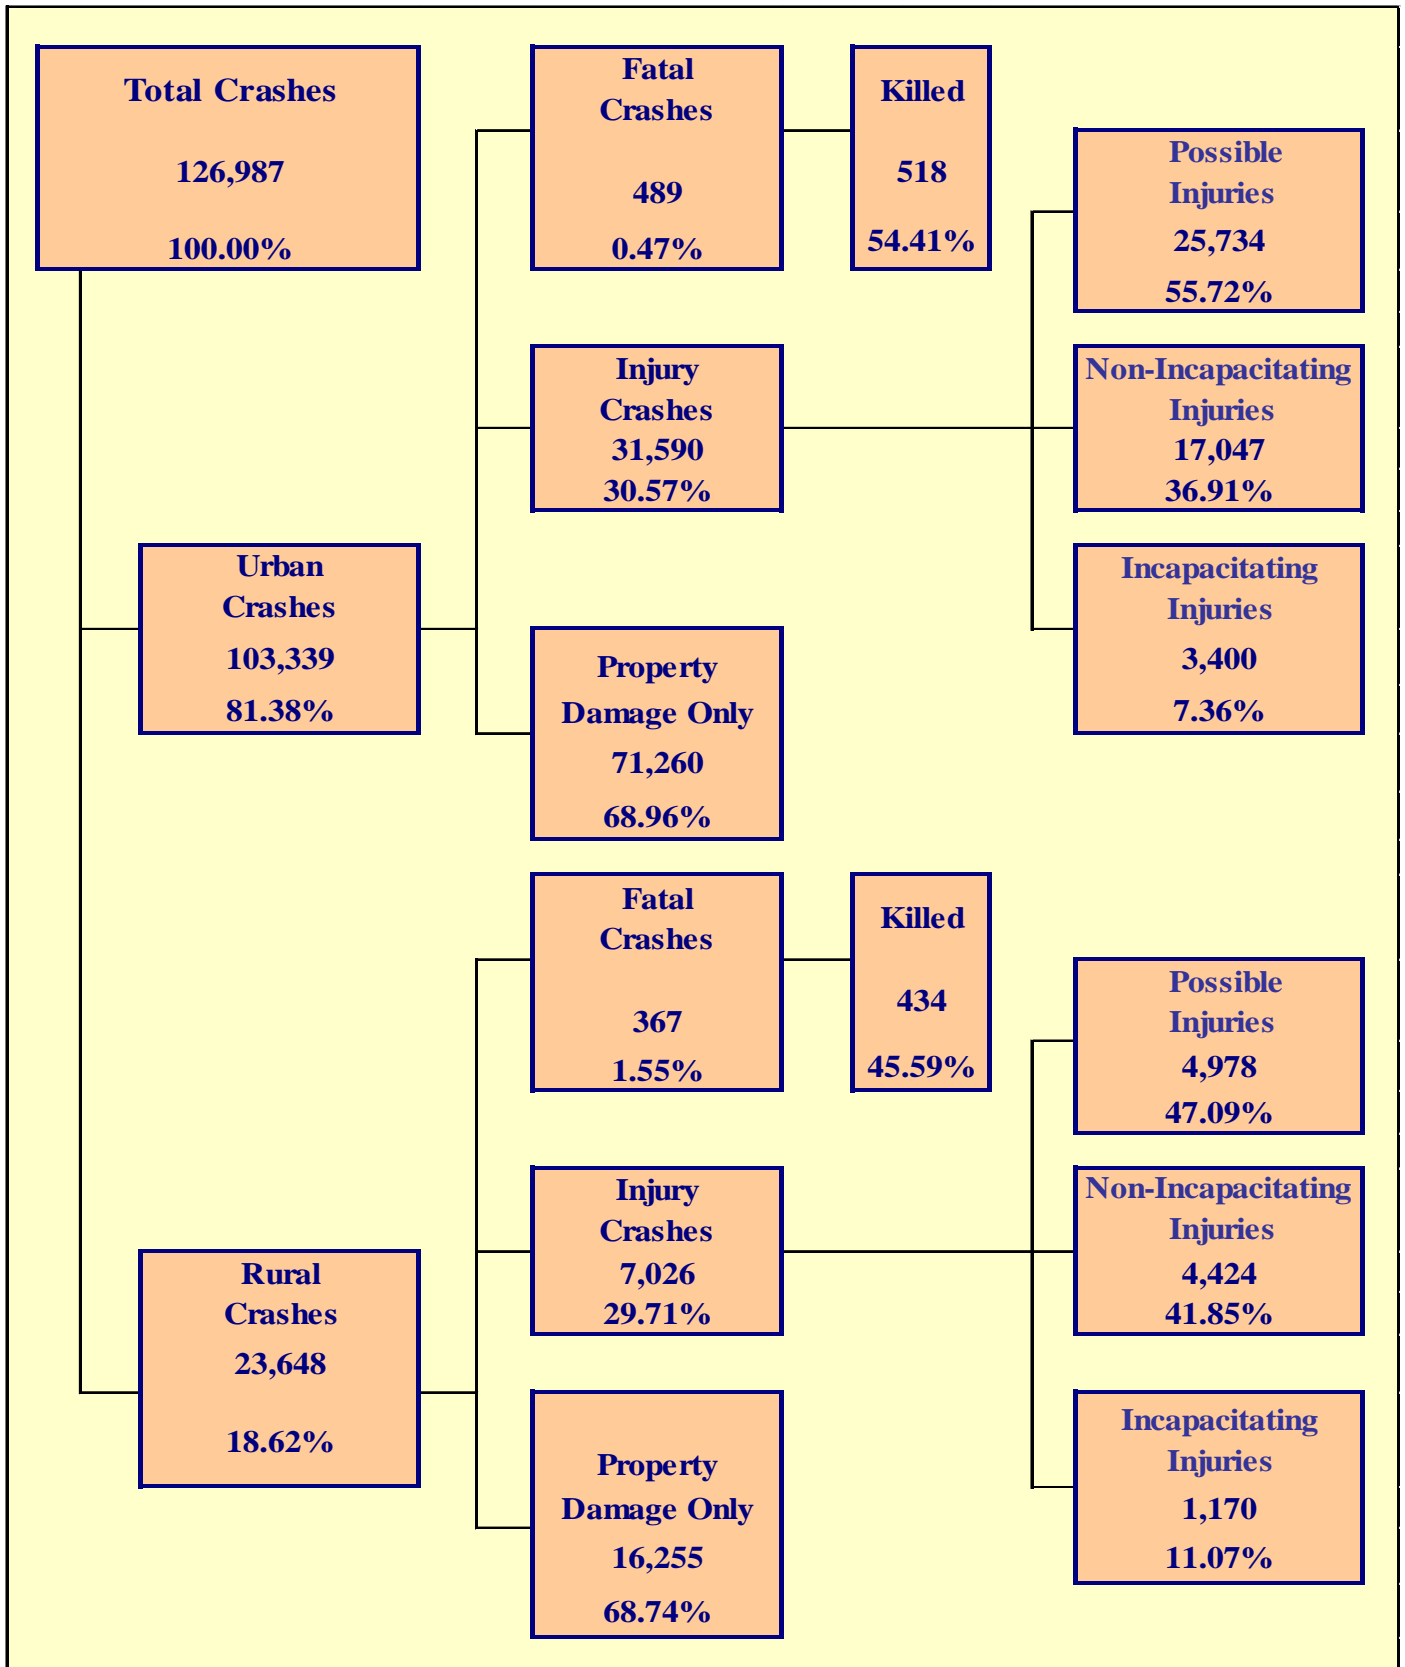 Total Crashes
126,987
100.00%
Fatal
Crashes
489
0.47%
Killed
518
54.41%
Possible
Injuries
25,734
55.72%
Injury
Crashes
31,590
30.57%
Non-Incapacitating
Injuries
17,047
36.91%
Urban
Crashes
103,339
81.38%
Incapacitating
Injuries
3,400
7.36%
Property
Damage Only
71,260
68.96%
Fatal
Crashes
367
1.55%
Killed
434
45.59%
Possible
Injuries
4,978
47.09%
Injury
Crashes
7,026
29.71%
Non-Incapacitating
Injuries
4,424
41.85%
Rural
Crashes
23,648
18.62%
Property
Damage Only
16,255
68.74%
Incapacitating
Injuries
1,170
11.07%